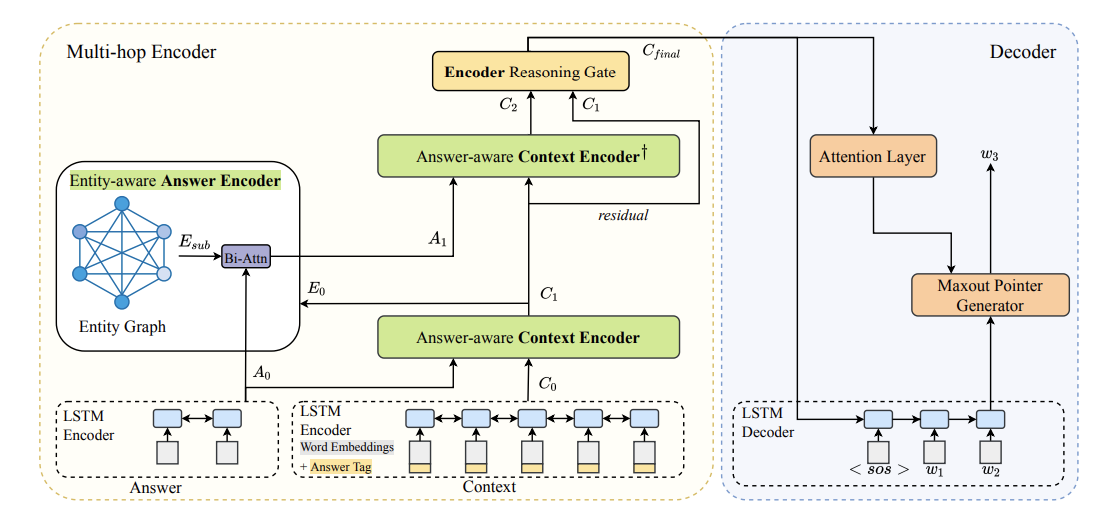 Multi-hop Encoder
Decoder
C_{final}
Encoder Reasoning Gate
C_2
C_1
Answer-aware Context Encoder†
Attention Layer
w_3
Entity-aware Answer Encoder
residual
E_{sub}
Bi-Attn
A_1
E_0
C_1
Maxout Pointer
Generator
Entity Graph
Answer-aware Context Encoder
A_0
C_0
LSTM
Encoder
LSTM
Encoder
Word Embeddings
+ Answer Tag
LSTM
Decoder
< sos >
w_1
w_2
Answer
Context